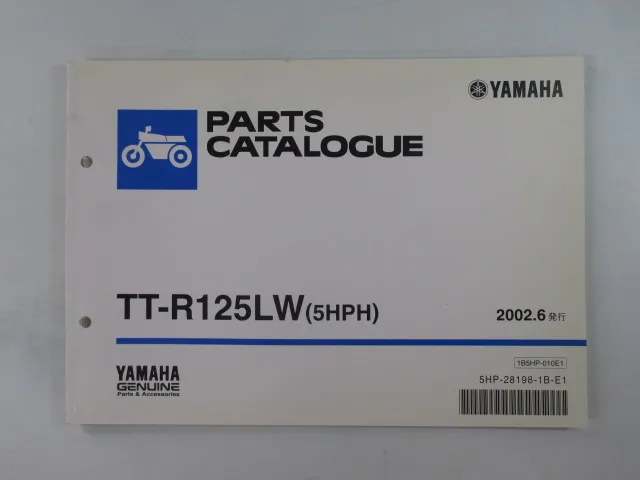 YAMAHA
PARTS
CATALOGUE
TT-R125LW(5HPH)
2002.6発行
YAMAHA
GENUINE
Parts & Accessories
1B5HP-010E1
5HP-28198-1B-E1